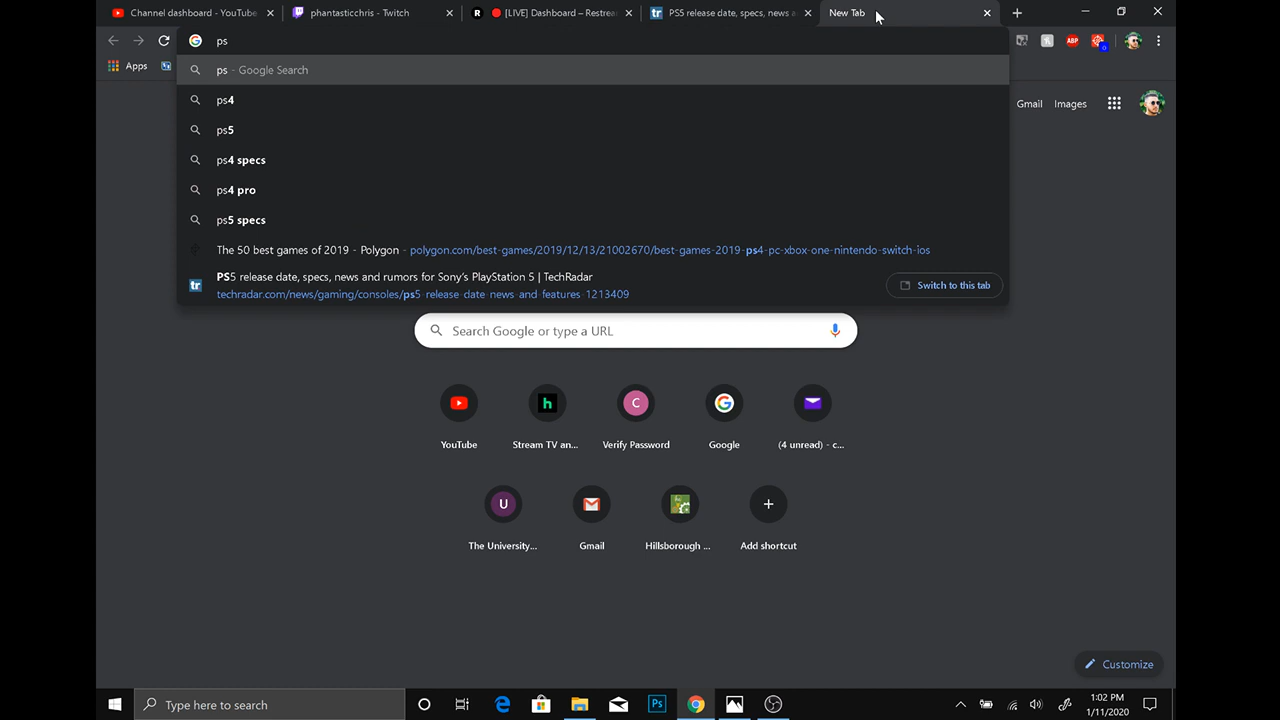 Channel dashboard - YouTube
phantasticchris - Twitch
[LIVE] Dashboard – Restrea
PS5 release date, specs, news a
New Tab
ps
Apps
ABP
ps - Google Search
ps4
ps5
ps4 specs
ps4 pro
ps5 specs
The 50 best games of 2019 - Polygon - polygon.com/best-games/2019/12/13/21002670/best-games-2019-ps4-pc-xbox-one-nintendo-switch-ios
PS5 release date, specs, news and rumors for Sony's PlayStation 5 | TechRadar
techradar.com/news/gaming/consoles/ps5-release-date-news-and-features-1213409
Switch to this tab
Gmail Images
Search Google or type a URL
YouTube
Stream TV an...
Verify Password
Google
(4 unread) - c...
The University...
Gmail
Hillsborough ...
Add shortcut
Customize
Type here to search
1:02 PM
1/11/2020